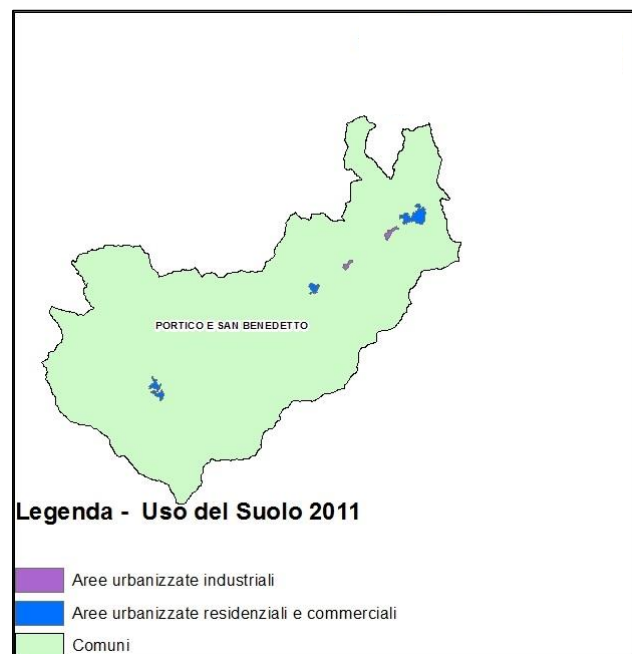 PORTICO E SAN BENEDETTO
Legenda - Uso del Suolo 2011
Aree urbanizzate industriali
Aree urbanizzate residenziali e commerciali
Comuni